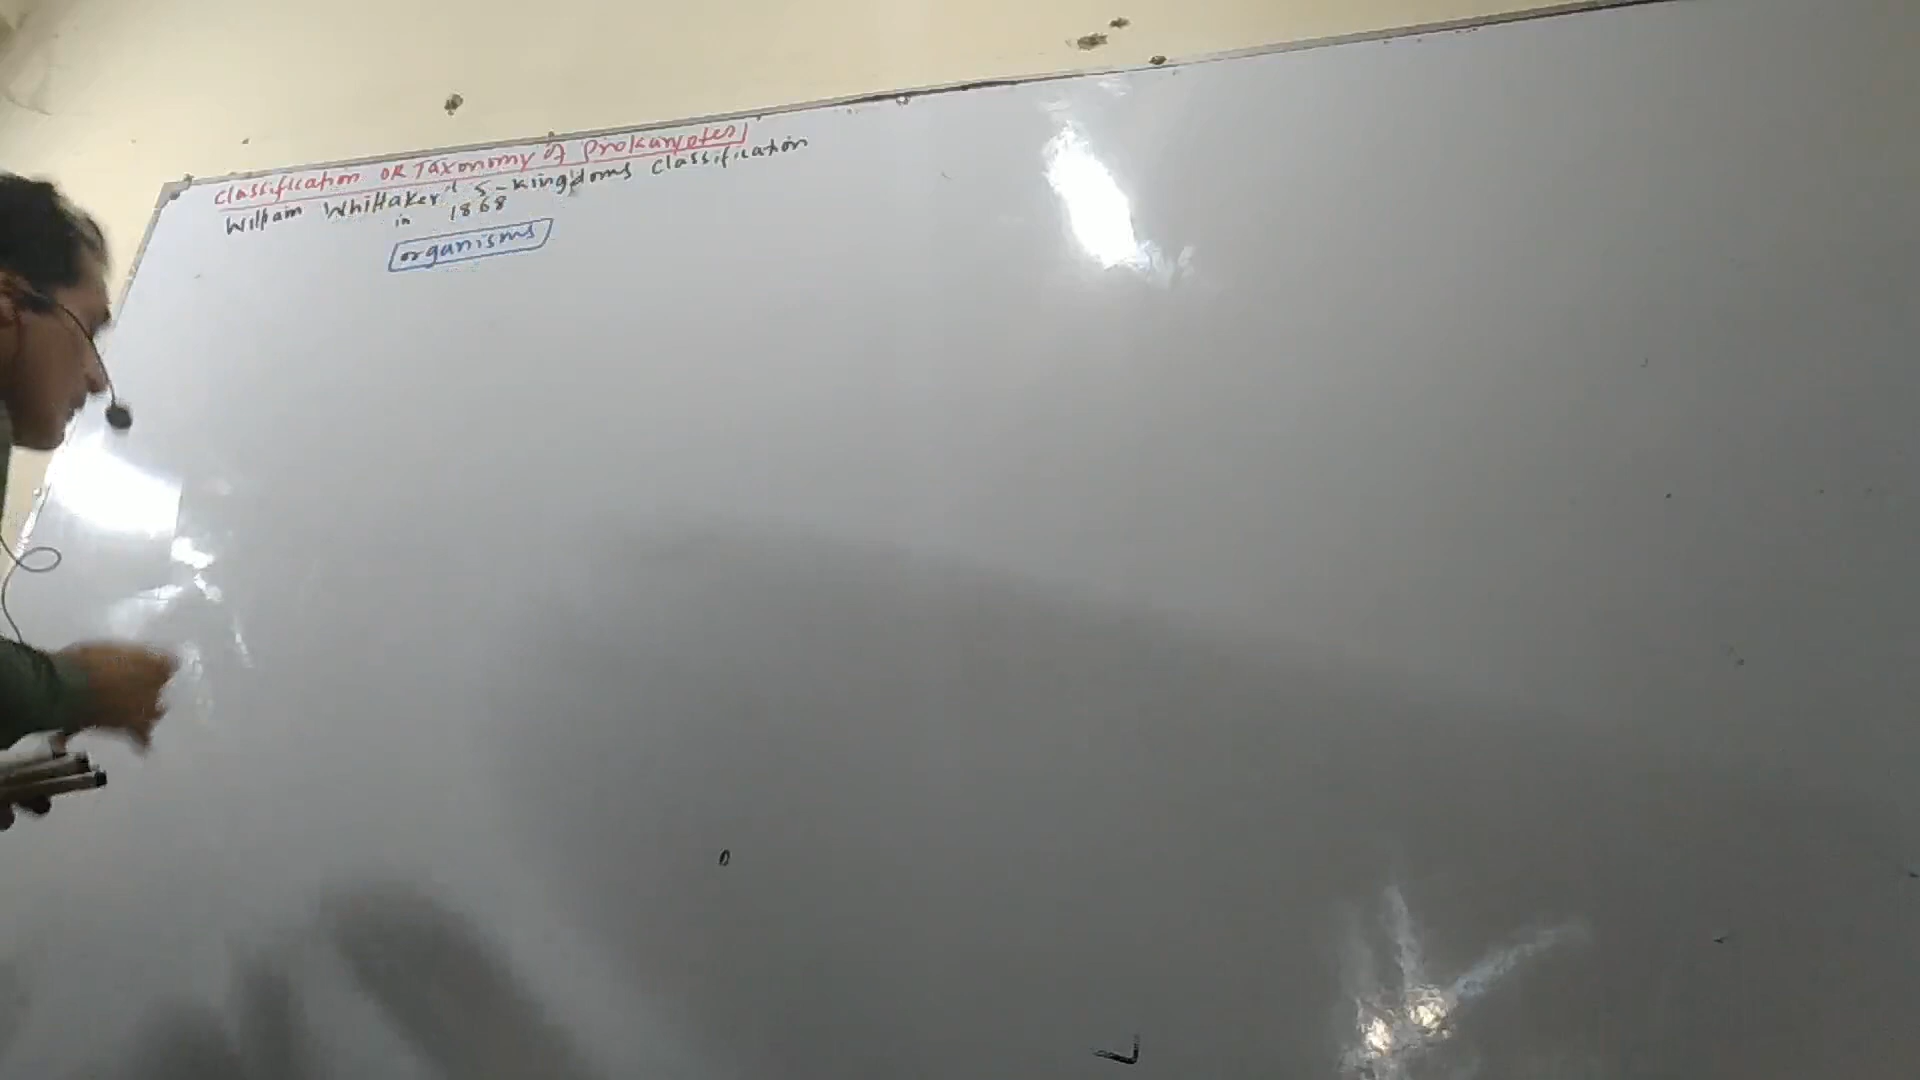 Classification OR Taxonomy of Prokaryotes
William Whittaker's 5-Kingdoms Classification
in 1868
organisms